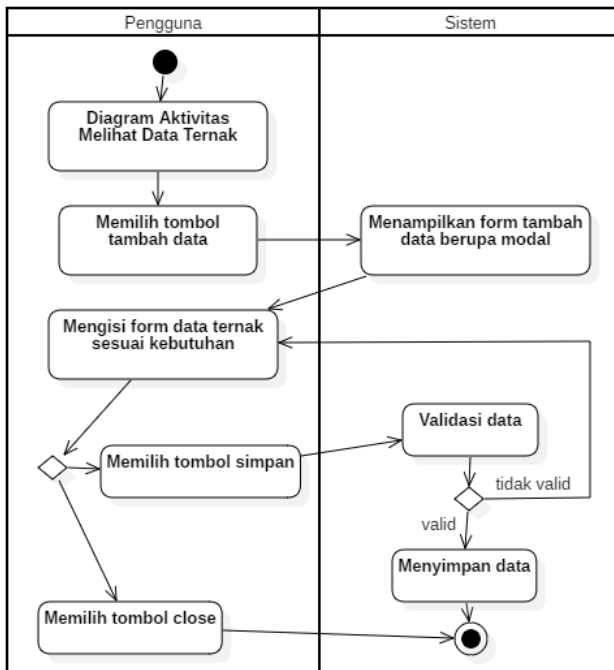 Pengguna
Sistem
Diagram Aktivitas
Melihat Data Ternak
Memilih tombol
tambah data
Menampilkan form tambah
data berupa modal
Mengisi form data ternak
sesuai kebutuhan
Validasi data
Memilih tombol simpan
tidak valid
valid
Menyimpan data
Memilih tombol close